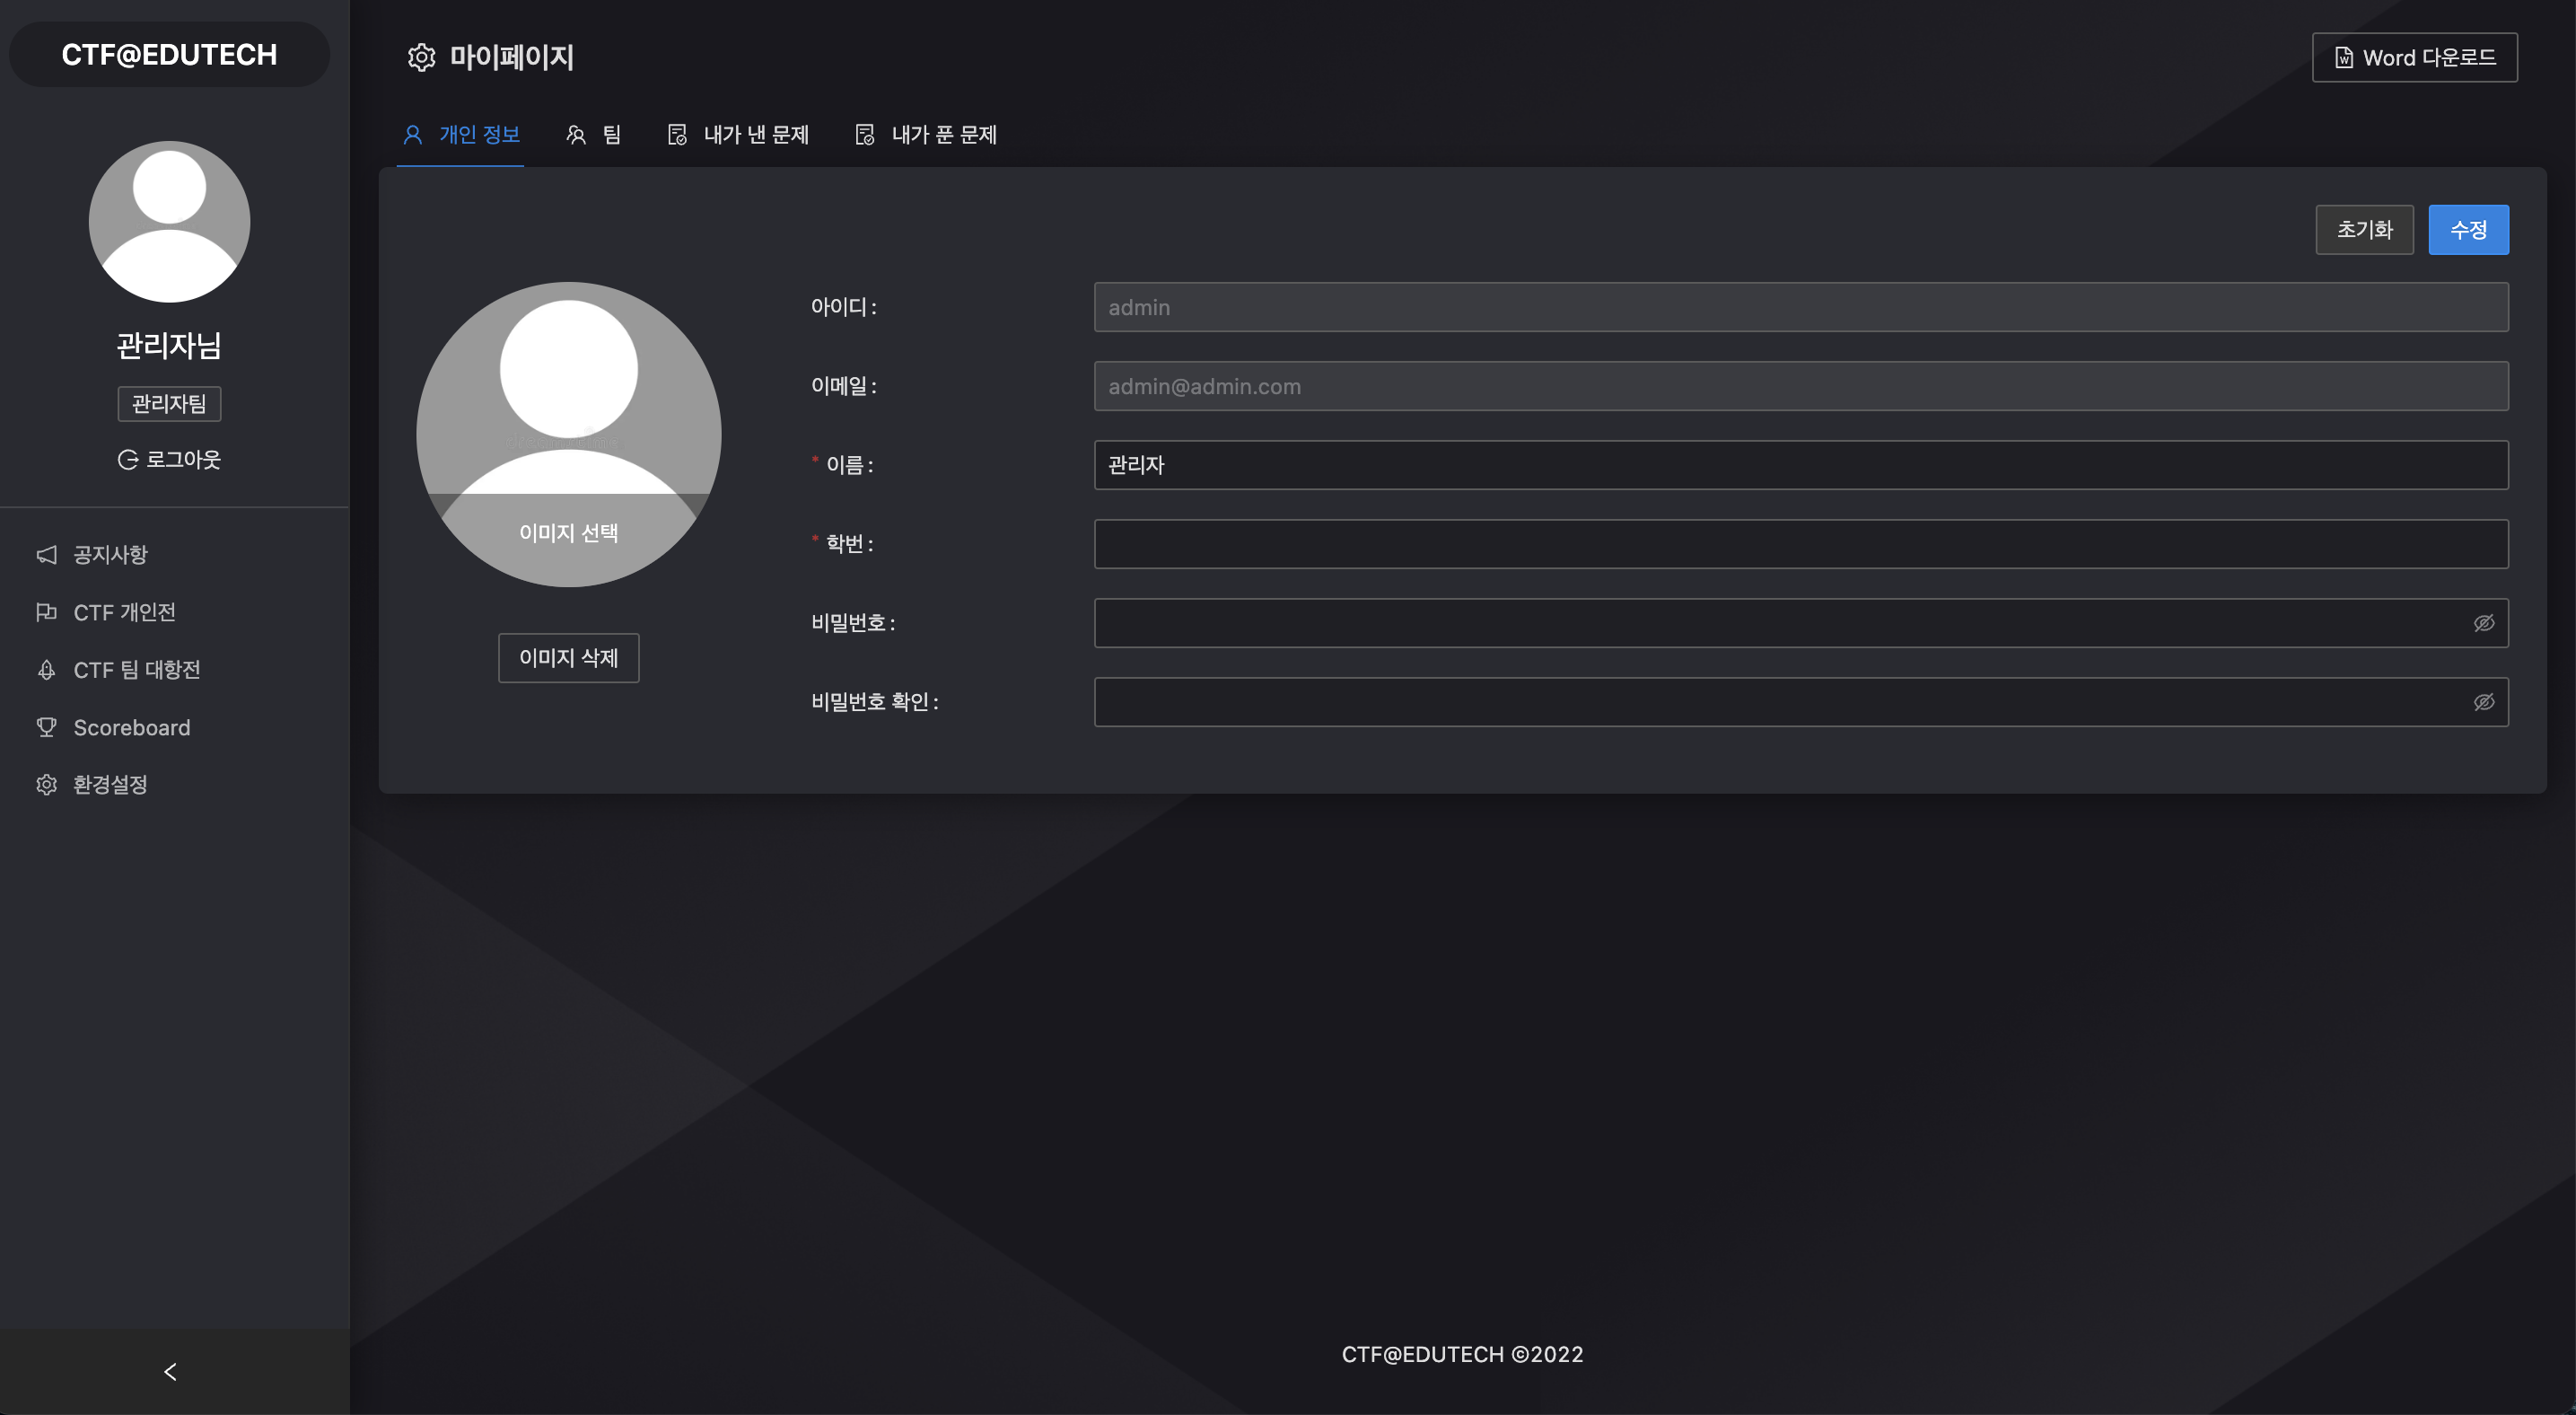 CTF@EDUTECH
관리자님
관리자팀
로그아웃
공지사항
CTF 개인전
CTF 팀 대항전
Scoreboard
환경설정
마이페이지
Word 다운로드
개인 정보
팀
내가 낸 문제
내가 푼 문제
초기화
수정
이미지 선택
이미지 삭제
아이디 :
admin
이메일 :
admin@admin.com
* 이름 :
관리자
* 학번 :
비밀번호 :
비밀번호 확인 :
CTF@EDUTECH ©2022